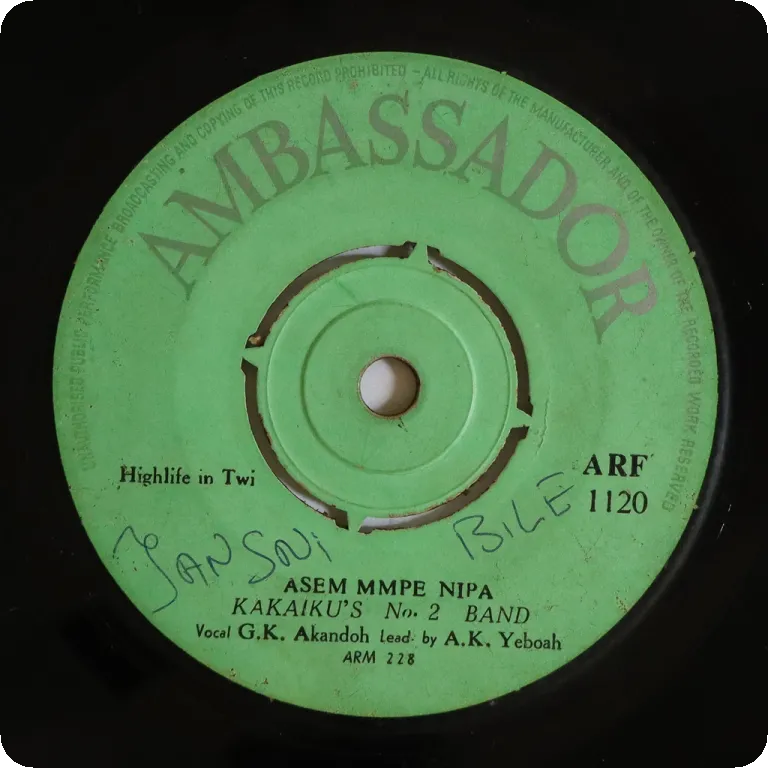 UNAUTHORISED PUBLIC PERFORMANCE BROADCASTING AND COPYING OF THIS RECORD PROHIBITED - ALL RIGHTS OF THE MANUFACTURER AND OF THE OWNER OF THE RECORDED WORK RESERVED
AMBASSADOR
Highlife in Twi
ARF
1120
BILE
ASEM MMPE NIPA
KAKAIKU'S No. 2 BAND
Vocal G.K. Akandoh Lead by A.K. Yeboah
ARM 228